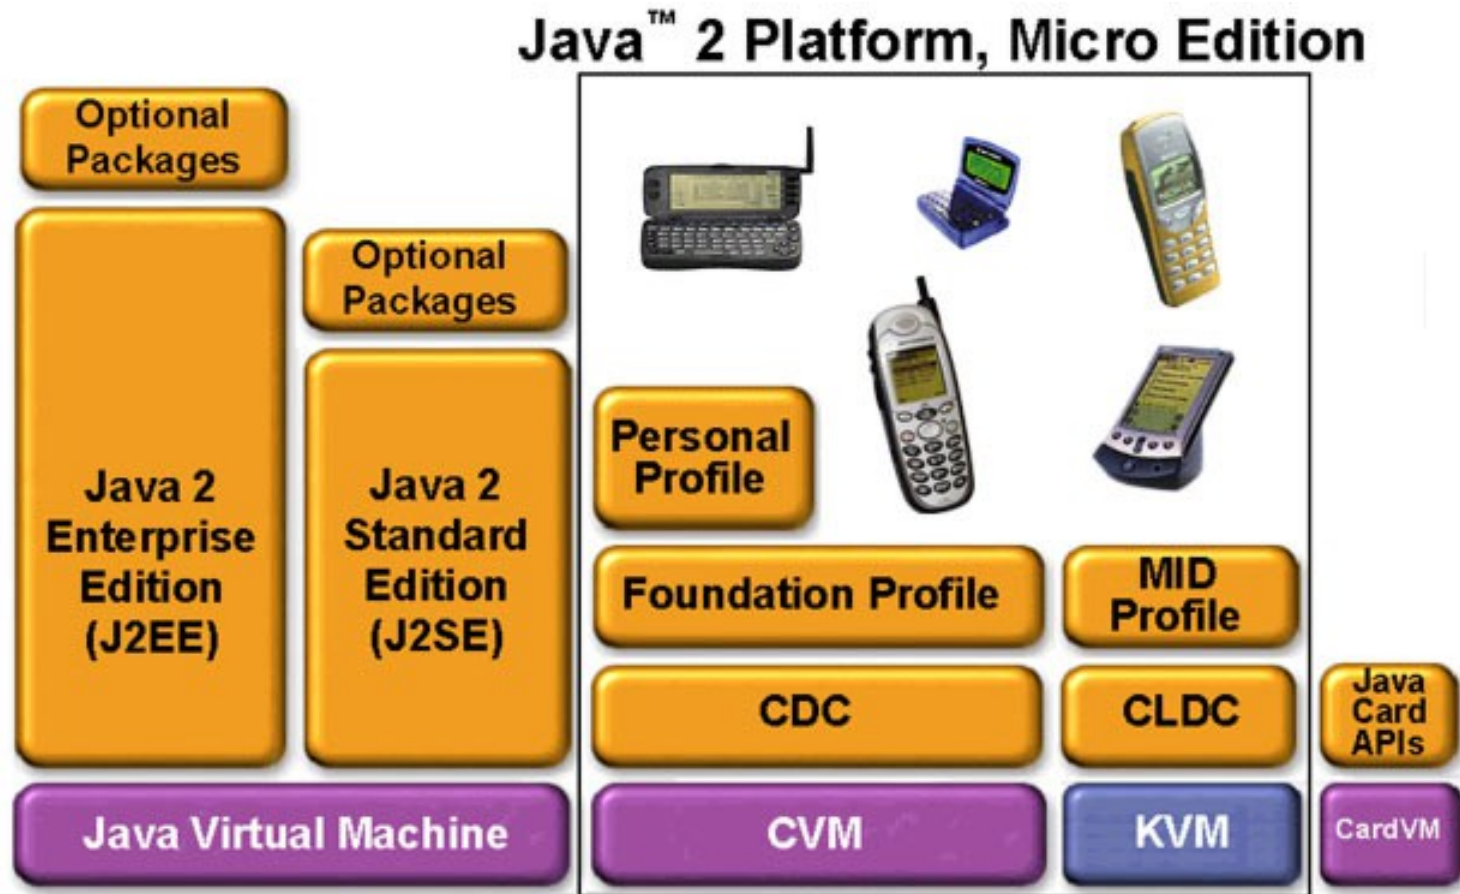 Java™ 2 Platform, Micro Edition
Optional
Packages
Java 2
Enterprise
Edition
(J2EE)
Optional
Packages
Java 2
Standard
Edition
(J2SE)
Java Virtual Machine
Personal
Profile
Foundation Profile
CDC
CVM
MID
Profile
CLDC
KVM
Java
Card
APIs
CardVM